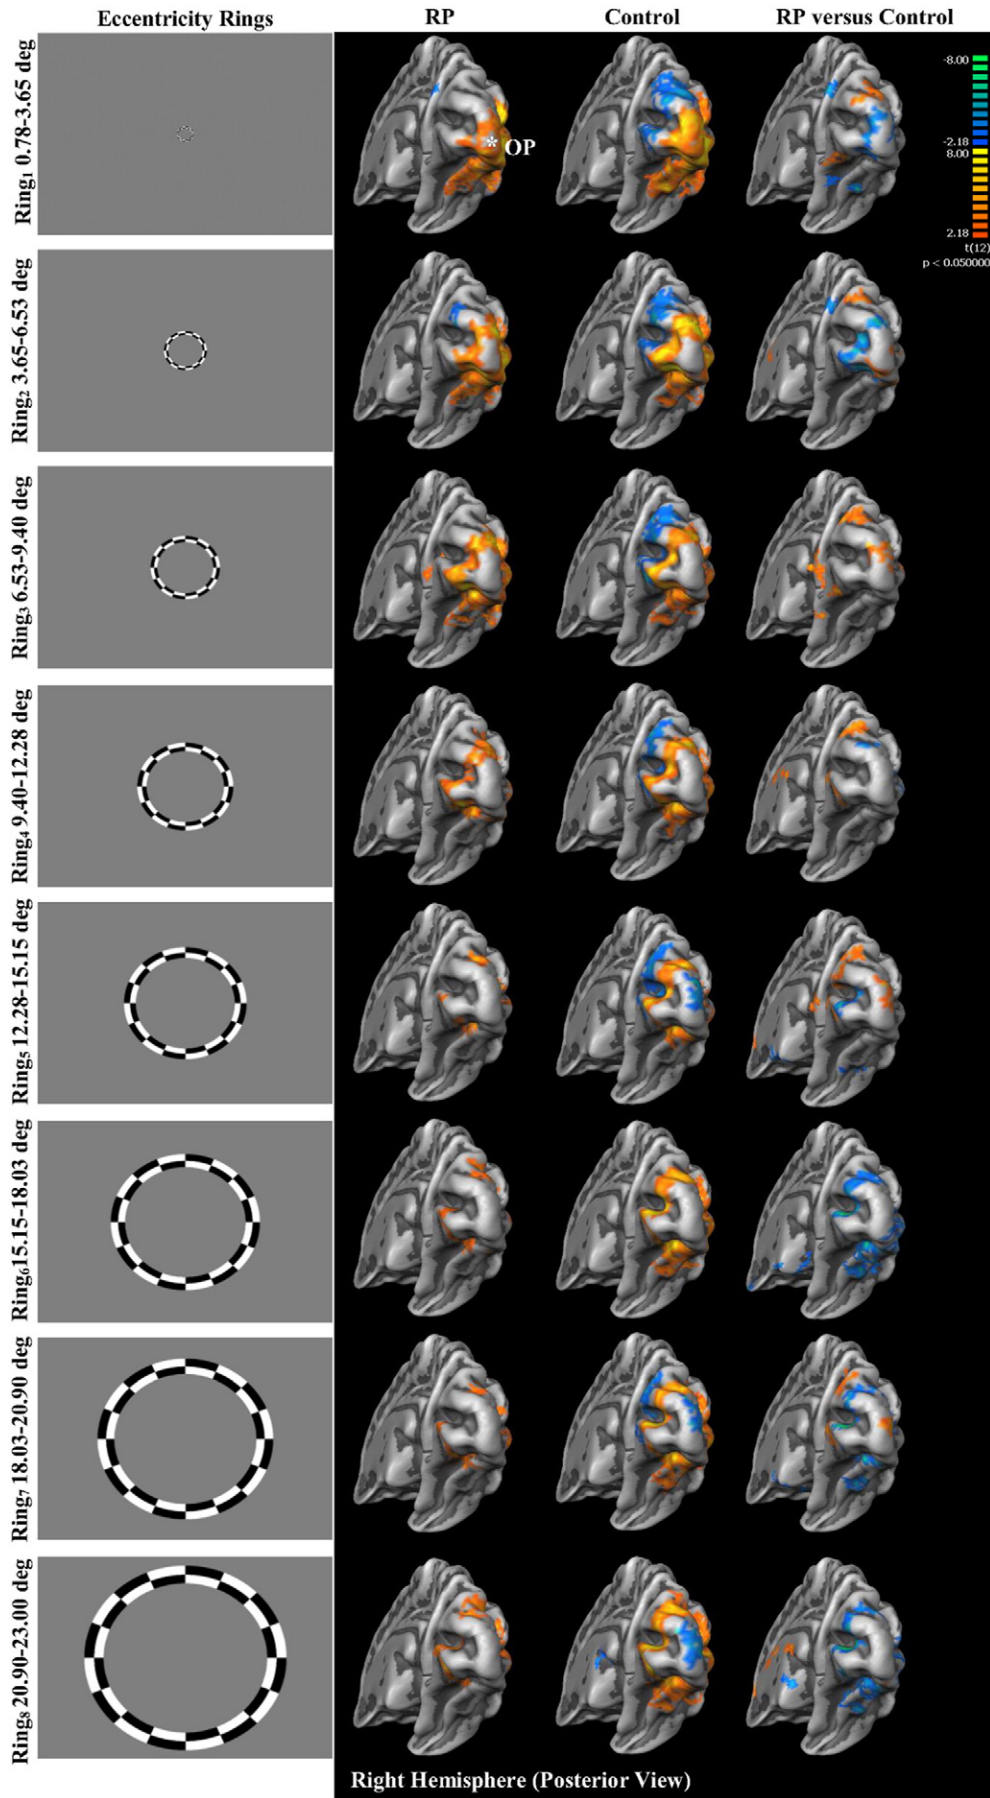 Eccentricity Rings RP Control RP versus Control
Ring₁ 0.78-3.65 deg
* OP
-8.00
-2.18
8.00
2.18
t(12)
p < 0.050000
Ring₂ 3.65-6.53 deg
Ring₃ 6.53-9.40 deg
Ring₄ 9.40-12.28 deg
Ring₅ 12.28-15.15 deg
Ring₆15.15-18.03 deg
Ring₇ 18.03-20.90 deg
Ring₈ 20.90-23.00 deg
Right Hemisphere (Posterior View)